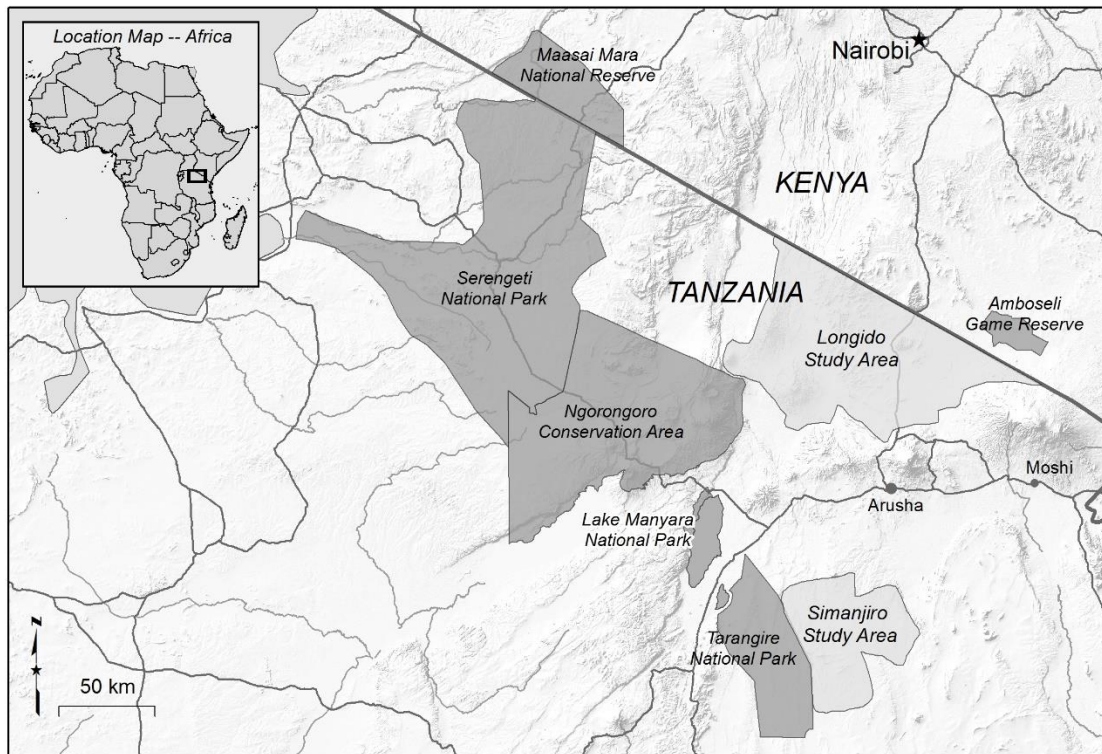 Location Map -- Africa
Maasai Mara
National Reserve
Nairobi
KENYA
Serengeti
National Park
TANZANIA
Amboseli
Game Reserve
Longido
Study Area
Ngorongoro
Conservation Area
Moshi
Arusha
Lake Manyara
National Park
Simanjiro
Study Area
Tarangire
National Park
N
50 km